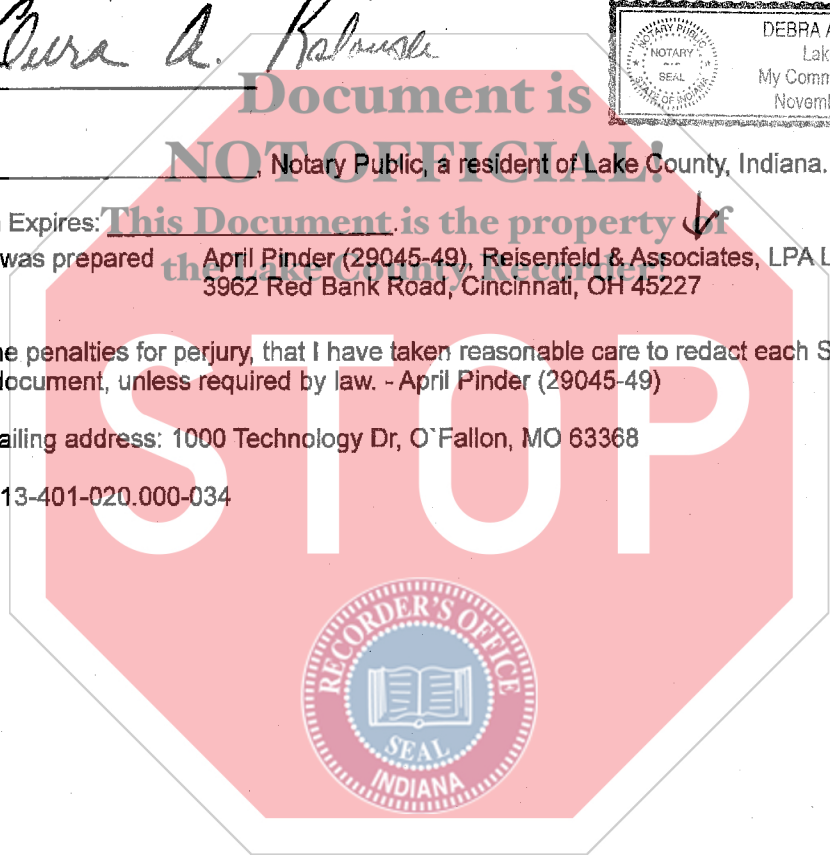 A.
DEBRA A
Lak
My Comm
Novemb
NOTARY PUBLIC
NOTARY
SEAL
STATE OF INDIANA
Document is
NOT OFFICIAL!
, Notary Public, a resident of Lake County, Indiana.
Expires:
This Document is the property of
the Lake County Recorder!
was prepared April Pinder (29045-49), Reisenfeld & Associates, LPA L
3962 Red Bank Road, Cincinnati, OH 45227
e penalties for perjury, that I have taken reasonable care to redact each S
document, unless required by law. - April Pinder (29045-49)
ailing address: 1000 Technology Dr, O`Fallon, MO 63368
13-401-020.000-034
STOP
RECORDER'S OFFICE
SEAL
INDIANA